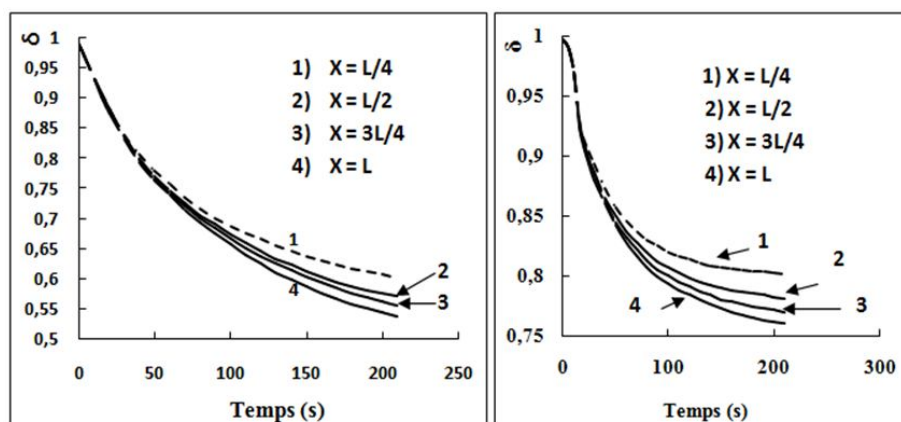 δ
1
0,95
0,9
0,85
0,8
0,75
0,7
0,65
0,6
0,55
0,5
0
50
100
150
200
250
Temps (s)
1) X = L/4
2) X = L/2
3) X = 3L/4
4) X = L
1
2
3
4
δ
1
0,95
0,9
0,85
0,8
0,75
0
100
200
300
Temps (s)
1) X = L/4
2) X = L/2
3) X = 3L/4
4) X = L
1
2
3
4